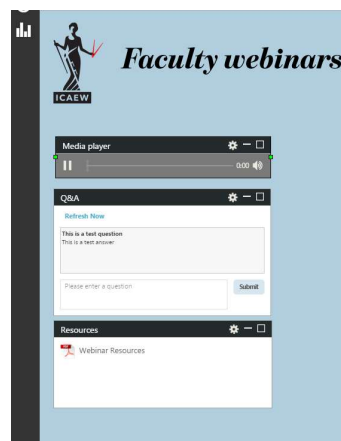 ICAEW
Faculty webinars
Media player
0:00
Q&A
Refresh Now
This is a test question
This is a test answer
Please enter a question
Submit
Resources
Webinar Resources